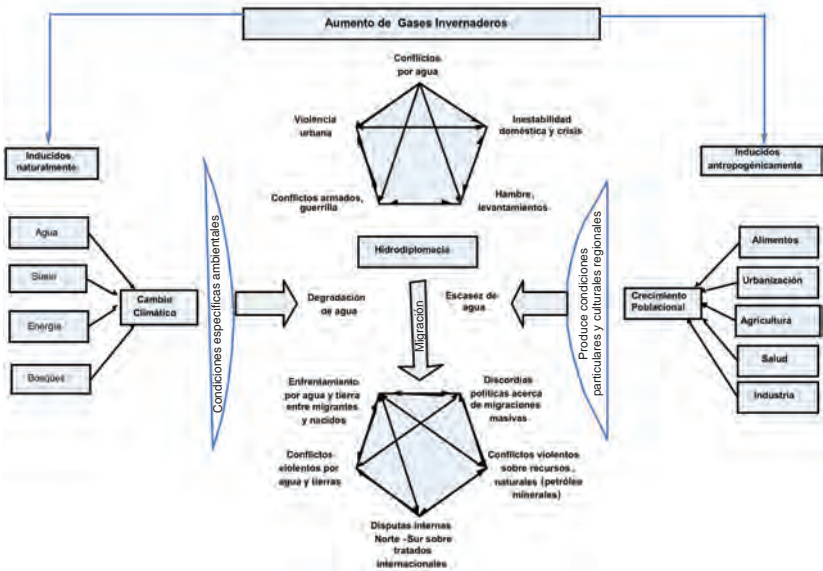 Aumento de Gases Invernaderos
Conflictos
por agua
Violencia
urbana
Inestabilidad
doméstica y crisis
Inducidos
naturalmente
Inducidos
antropogénicamente
Conflictos armados,
guerrilla
Hambre,
levantamientos
Agua
Suelo
Energía
Bosques
Cambio
Climático
Condiciones específicas ambientales
Hidrodiplomacia
Degradación
de agua
Migración
Escasez de
agua
Produce condiciones
particulares y culturales regionales
Crecimiento
Poblacional
Alimentos
Urbanización
Agricultura
Salud
Industria
Enfrentamiento
por agua y tierra
entre migrantes
y nacidos
Discordias
políticas acerca
de migraciones
masivas
Conflictos
violentos por
agua y tierras
Conflictos violentos
sobre recursos
naturales (petróleo
minerales)
Disputas internas
Norte -Sur sobre
tratados
internacionales